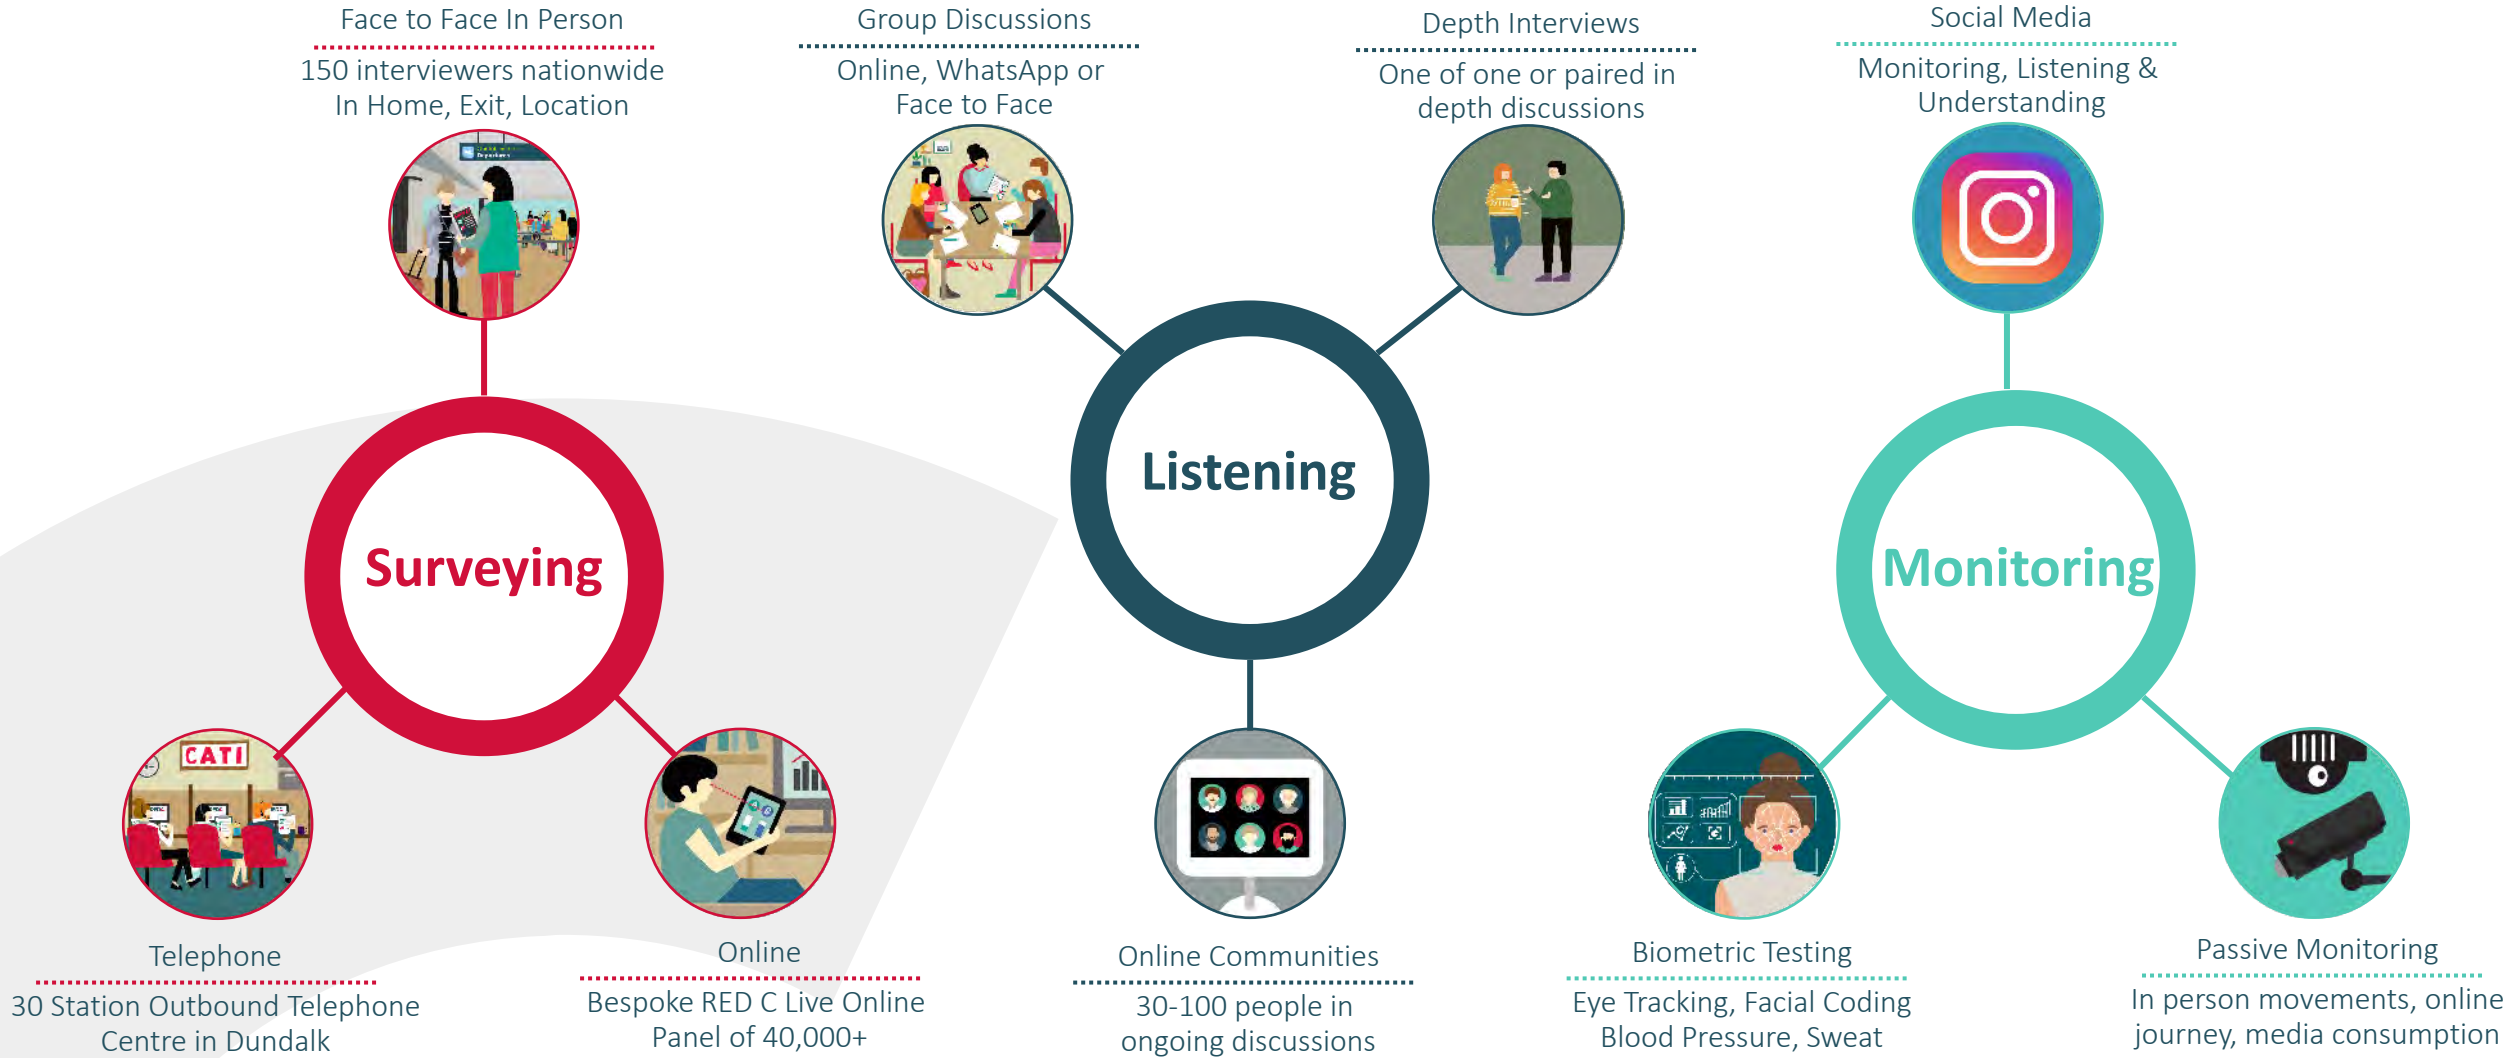 Face to Face In Person
150 interviewers nationwide
In Home, Exit, Location
Group Discussions
Online, WhatsApp or
Face to Face
Depth Interviews
One of one or paired in
depth discussions
Social Media
Monitoring, Listening &
Understanding
Surveying
Listening
Monitoring
CATI
Telephone
30 Station Outbound Telephone
Centre in Dundalk
Online
Bespoke RED C Live Online
Panel of 40,000+
Online Communities
30-100 people in
ongoing discussions
Biometric Testing
Eye Tracking, Facial Coding
Blood Pressure, Sweat
Passive Monitoring
In person movements, online
journey, media consumption